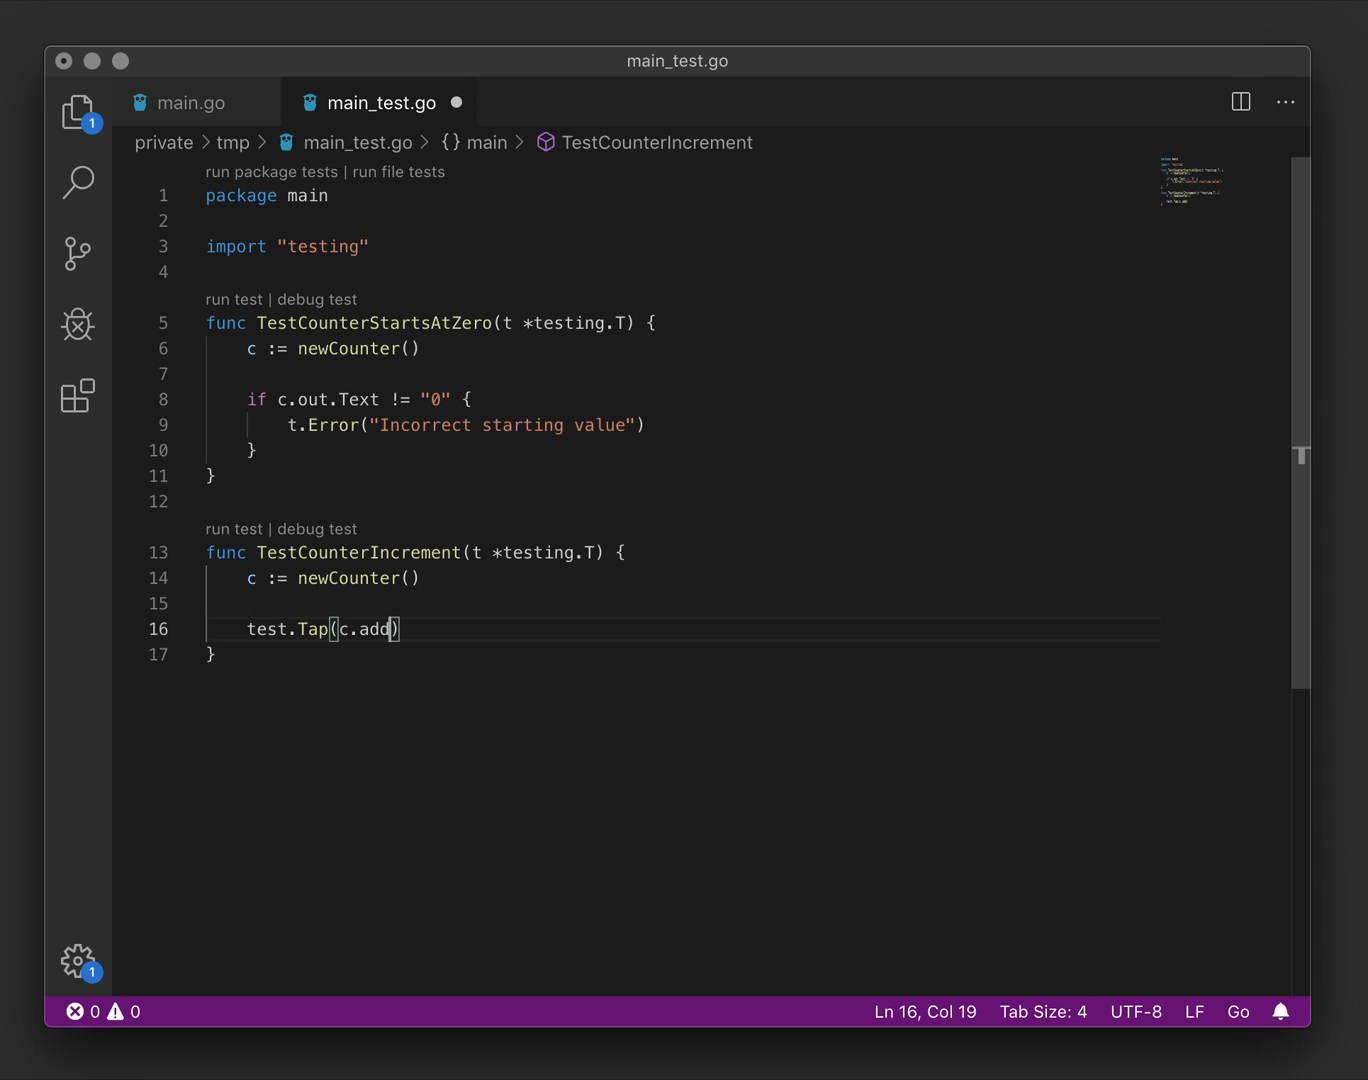 main_test.go
main.go
main_test.go
private > tmp > main_test.go > {} main > TestCounterIncrement
run package tests | run file tests
1 package main
2
3 import "testing"
4
run test | debug test
5 func TestCounterStartsAtZero(t *testing.T) {
6 c := newCounter()
7
8 if c.out.Text != "0" {
9 t.Error("Incorrect starting value")
10 }
11 }
12
run test | debug test
13 func TestCounterIncrement(t *testing.T) {
14 c := newCounter()
15
16 test.Tap(c.add)
17 }
1
1
0 0 Ln 16, Col 19 Tab Size: 4 UTF-8 LF Go